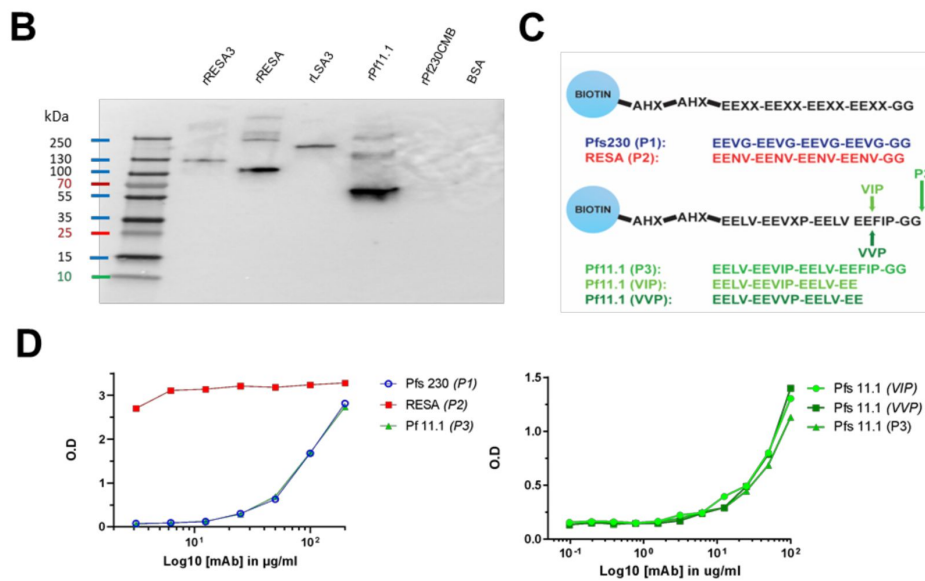 B
rRESA3
rRESA
rLSA3
rPf11.1
rPf230CMB
BSA
kDa
250
130
100
70
55
35
25
15
10
C
BIOTIN
AHX AHX EEXX-EEXX-EEXX-EEXX-GG
Pfs230 (P1): EEVG-EEVG-EEVG-EEVG-GG
RESA (P2): EENV-EENV-EENV-EENV-GG
VIP
BIOTIN
AHX AHX EELV-EEVXP-EELV EEFIP-GG
VVP
Pf11.1 (P3): EELV-EEVIP-EELV-EEFIP-GG
Pf11.1 (VIP): EELV-EEVIP-EELV-EE
Pf11.1 (VVP): EELV-EEVVP-EELV-EE
D
O.D
3
2
1
0
10¹ 10²
Log10 [mAb] in µg/ml
Pfs 230 (P1)
RESA (P2)
Pf 11.1 (P3)
O.D
1.5
1.0
0.5
0.0
10⁻¹ 10⁰ 10¹ 10²
Log10 [mAb] in ug/ml
Pfs 11.1 (VIP)
Pfs 11.1 (VVP)
Pfs 11.1 (P3)